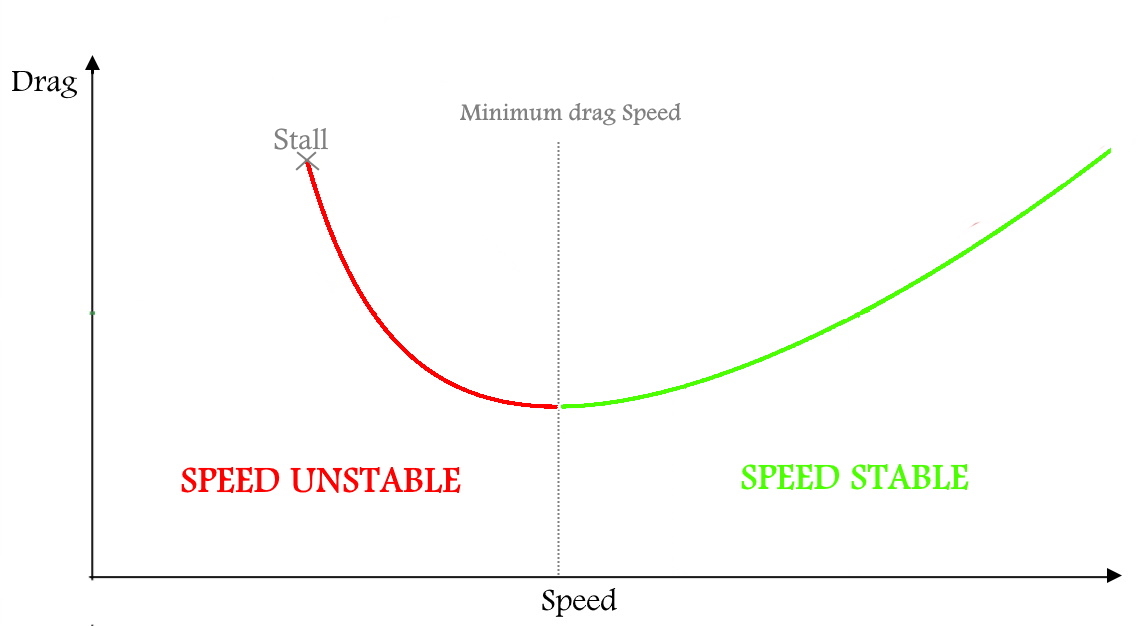 Drag
Minimum drag Speed
Stall
SPEED UNSTABLE
SPEED STABLE
Speed